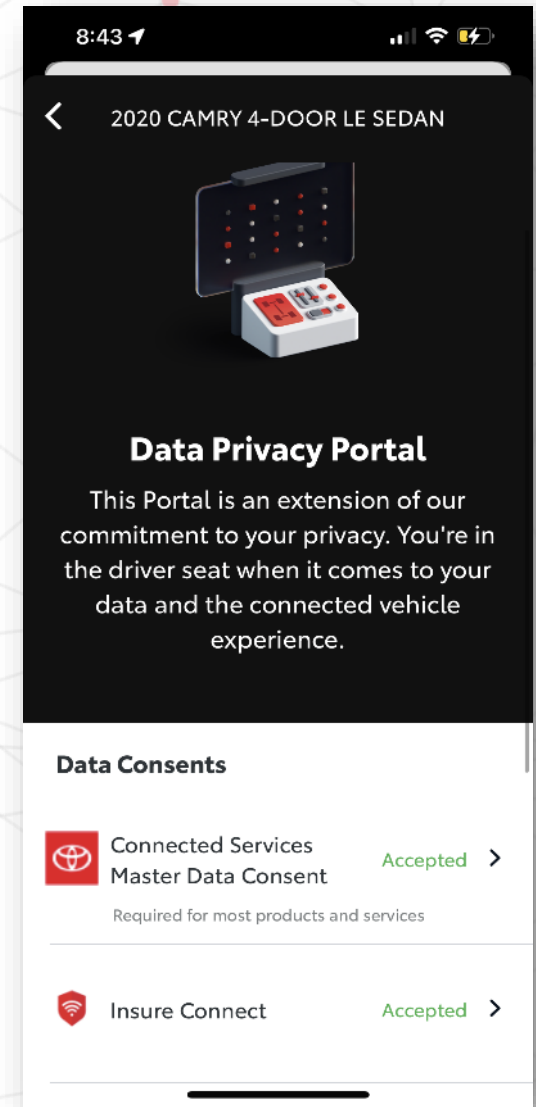 8:43
2020 CAMRY 4-DOOR LE SEDAN
Data Privacy Portal
This Portal is an extension of our
commitment to your privacy. You're in
the driver seat when it comes to your
data and the connected vehicle
experience.
Data Consents
Connected Services
Master Data Consent
Accepted
Required for most products and services
Insure Connect
Accepted